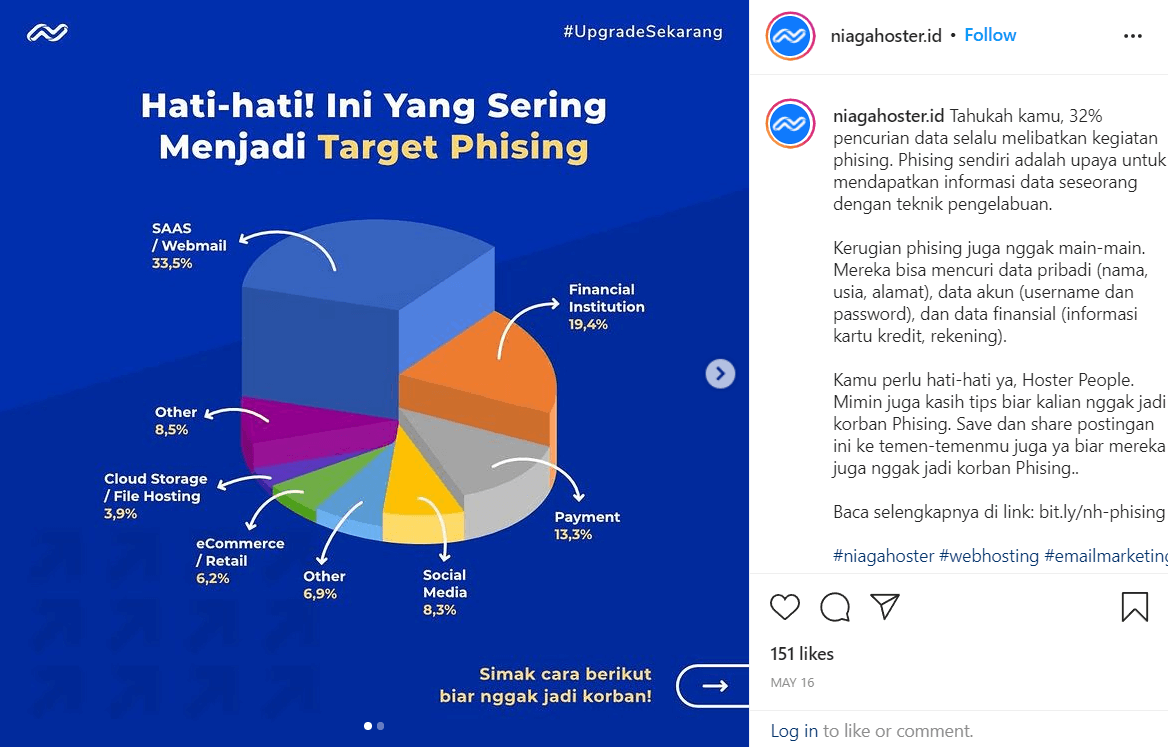 #UpgradeSekarang
Hati-hati! Ini Yang Sering
Menjadi Target Phising
SAAS
/ Webmail
33,5%
Financial
Institution
19,4%
Other
8,5%
Cloud Storage
/ File Hosting
3,9%
eCommerce
/ Retail
6,2%
Other
6,9%
Social
Media
8,3%
Payment
13,3%
Simak cara berikut
biar nggak jadi korban!
niagahoster.id • Follow
niagahoster.id Tahukah kamu, 32%
pencurian data selalu melibatkan kegiatan
phising. Phising sendiri adalah upaya untuk
mendapatkan informasi data seseorang
dengan teknik pengelabuan.
Kerugian phising juga nggak main-main.
Mereka bisa mencuri data pribadi (nama,
usia, alamat), data akun (username dan
password), dan data finansial (informasi
kartu kredit, rekening).
Kamu perlu hati-hati ya, Hoster People.
Mimin juga kasih tips biar kalian nggak jadi
korban Phising. Save dan share postingan
ini ke temen-temenmu juga ya biar mereka
juga nggak jadi korban Phising..
Baca selengkapnya di link: bit.ly/nh-phising
#niagahoster #webhosting #emailmarketing
151 likes
MAY 16
Log in to like or comment.